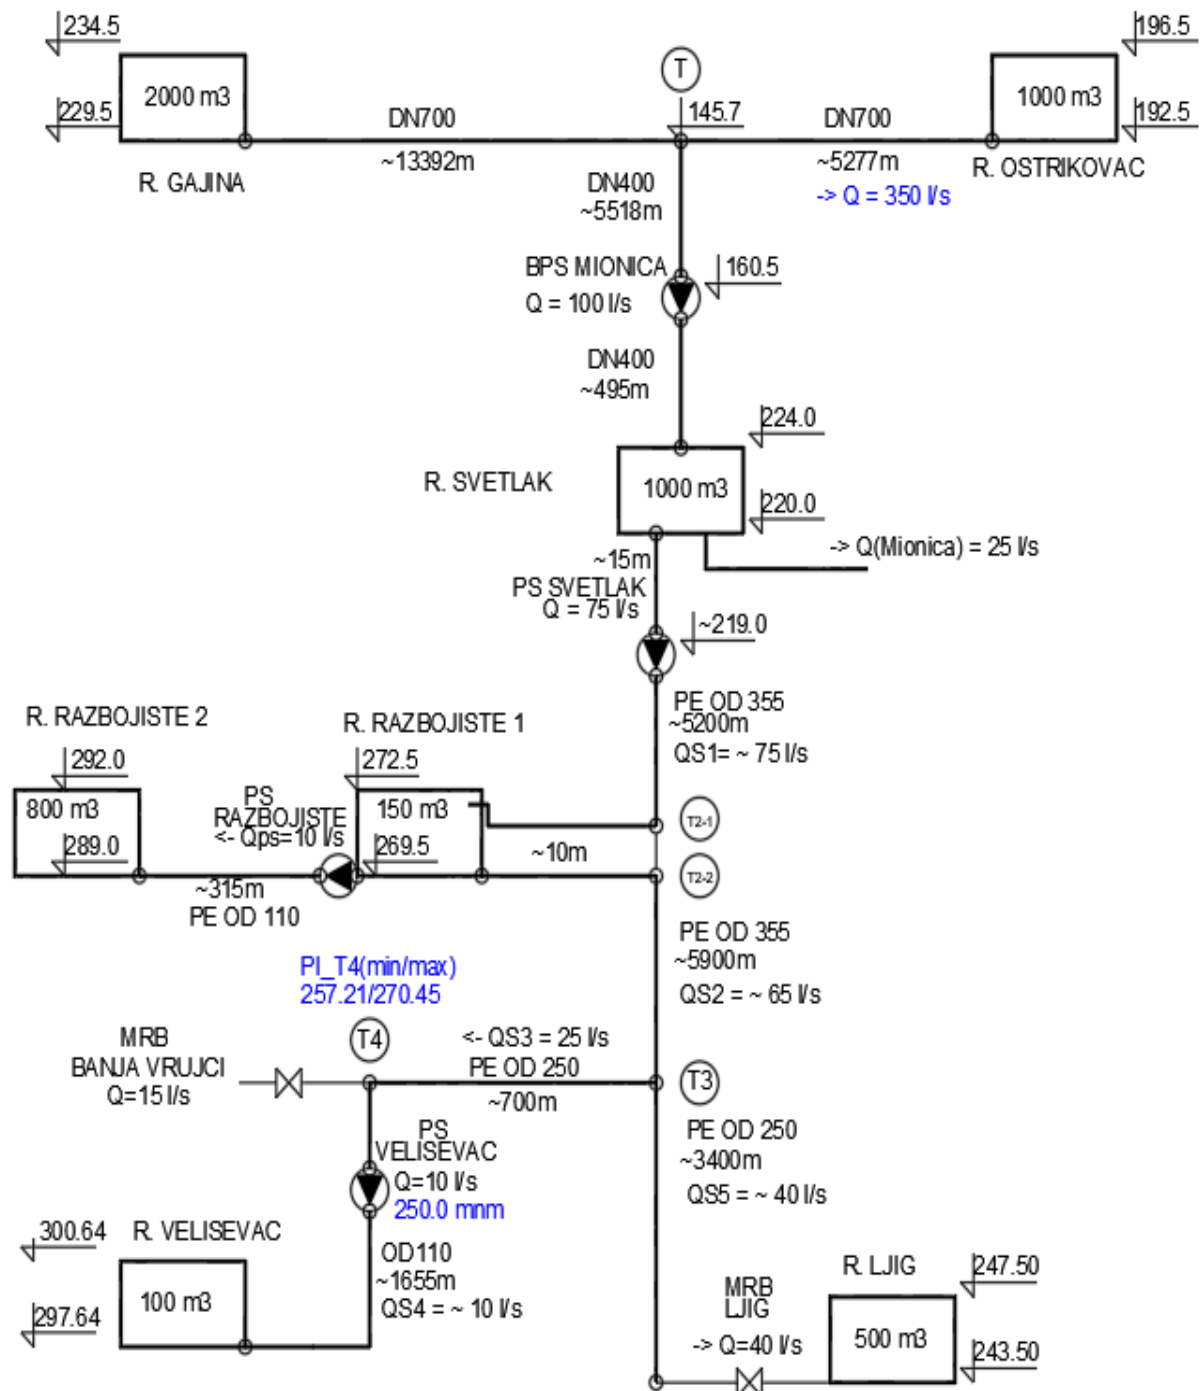 234.5
T
196.5
2000 m3
1000 m3
229.5
DN700
145.7
DN700
192.5
~13392m
~5277m
R. GAJINA
R. OSTRIKOVAC
DN400
-> Q = 350 l/s
~5518m
BPS MIONICA
160.5
Q = 100 l/s
DN400
~495m
224.0
R. SVETLAK
1000 m3
220.0
-> Q(Mionica) = 25 l/s
~15m
PS SVETLAK
Q = 75 l/s
~219.0
PE OD 355
~5200m
QS1= ~ 75 l/s
R. RAZBOJISTE 2
R. RAZBOJISTE 1
292.0
272.5
PS
800 m3
RAZBOJISTE
150 m3
<- Qps=10 l/s
T2-1
289.0
269.5
~10m
T2-2
~315m
PE OD 110
PE OD 355
~5900m
QS2 = ~ 65 l/s
PI_T4(min/max)
257.21/270.45
MRB
T4
<- QS3 = 25 l/s
BANJA VRUJCI
PE OD 250
T3
Q=15 l/s
~700m
PS
PE OD 250
VELISEVAC
~3400m
Q=10 l/s
QS5 = ~ 40 l/s
250.0 mnm
300.64
R. VELISEVAC
OD110
~1655m
QS4 = ~ 10 l/s
R. LJIG
247.50
100 m3
297.64
MRB
LJIG
500 m3
-> Q=40 l/s
243.50